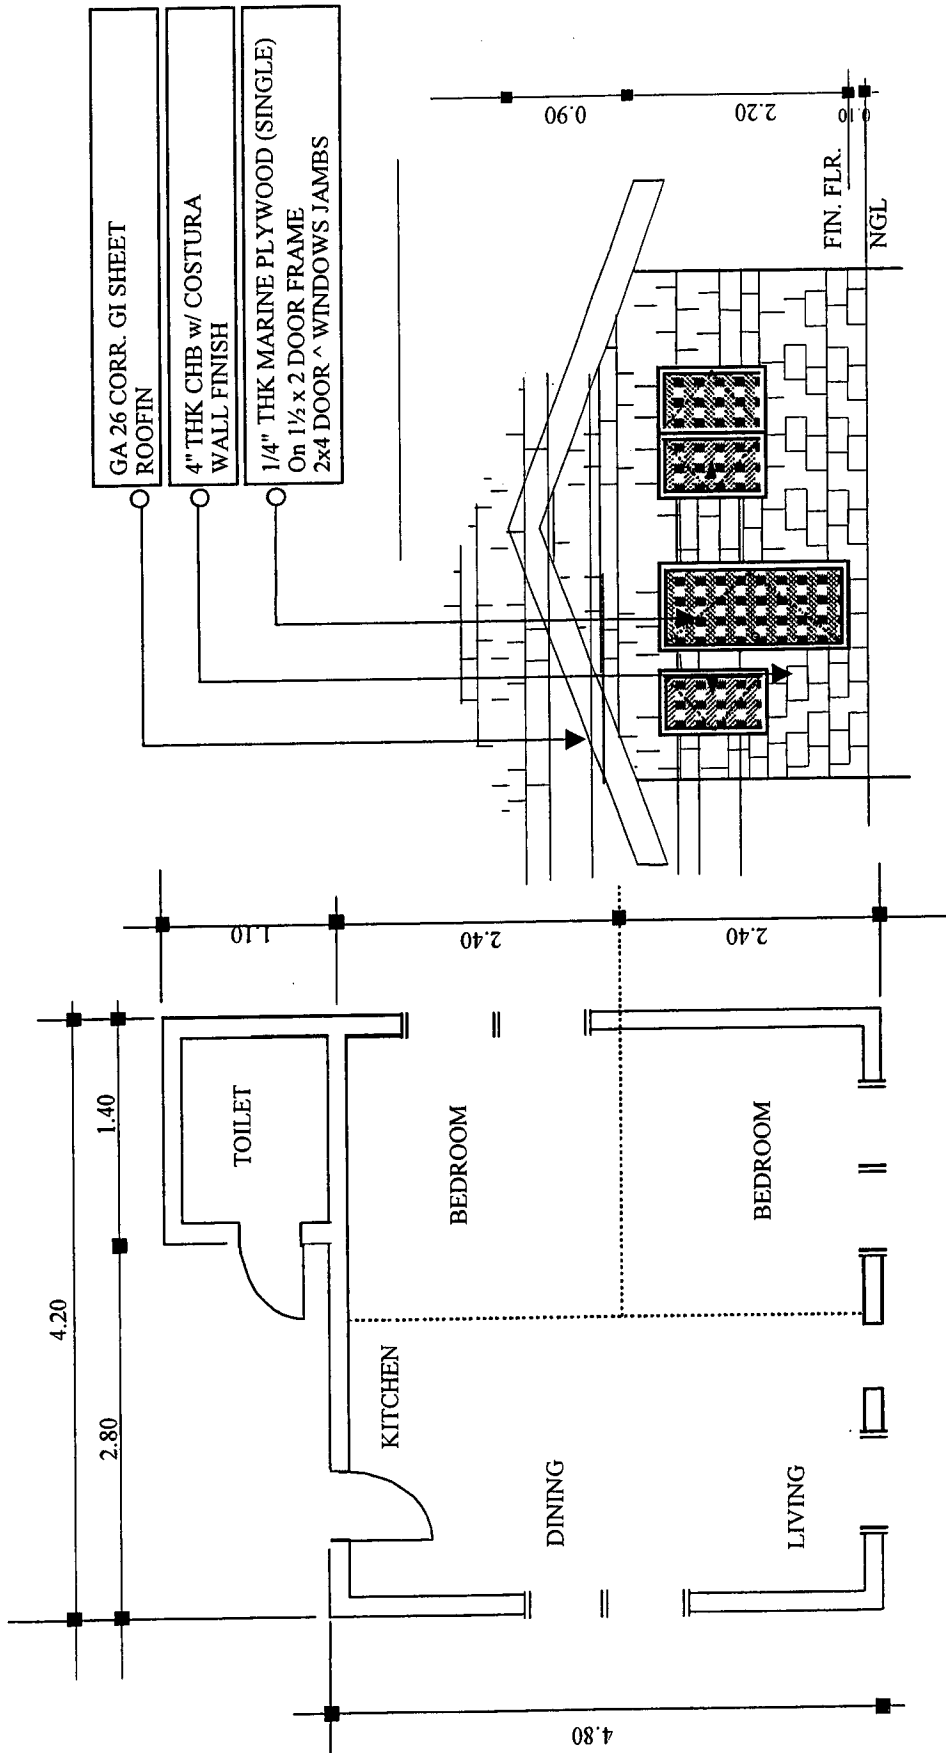 GA 26 CORR. GI SHEET
ROOFIN
4" THK CHB w/ COSTURA
WALL FINISH
1/4" THK MARINE PLYWOOD (SINGLE)
On 1½ x 2 DOOR FRAME
2x4 DOOR ^ WINDOWS JAMBS
0.90
2.20
0.10
FIN. FLR.
NGL
4.20
1.40
2.80
1.10
2.40
2.40
4.80
TOILET
BEDROOM
BEDROOM
KITCHEN
DINING
LIVING